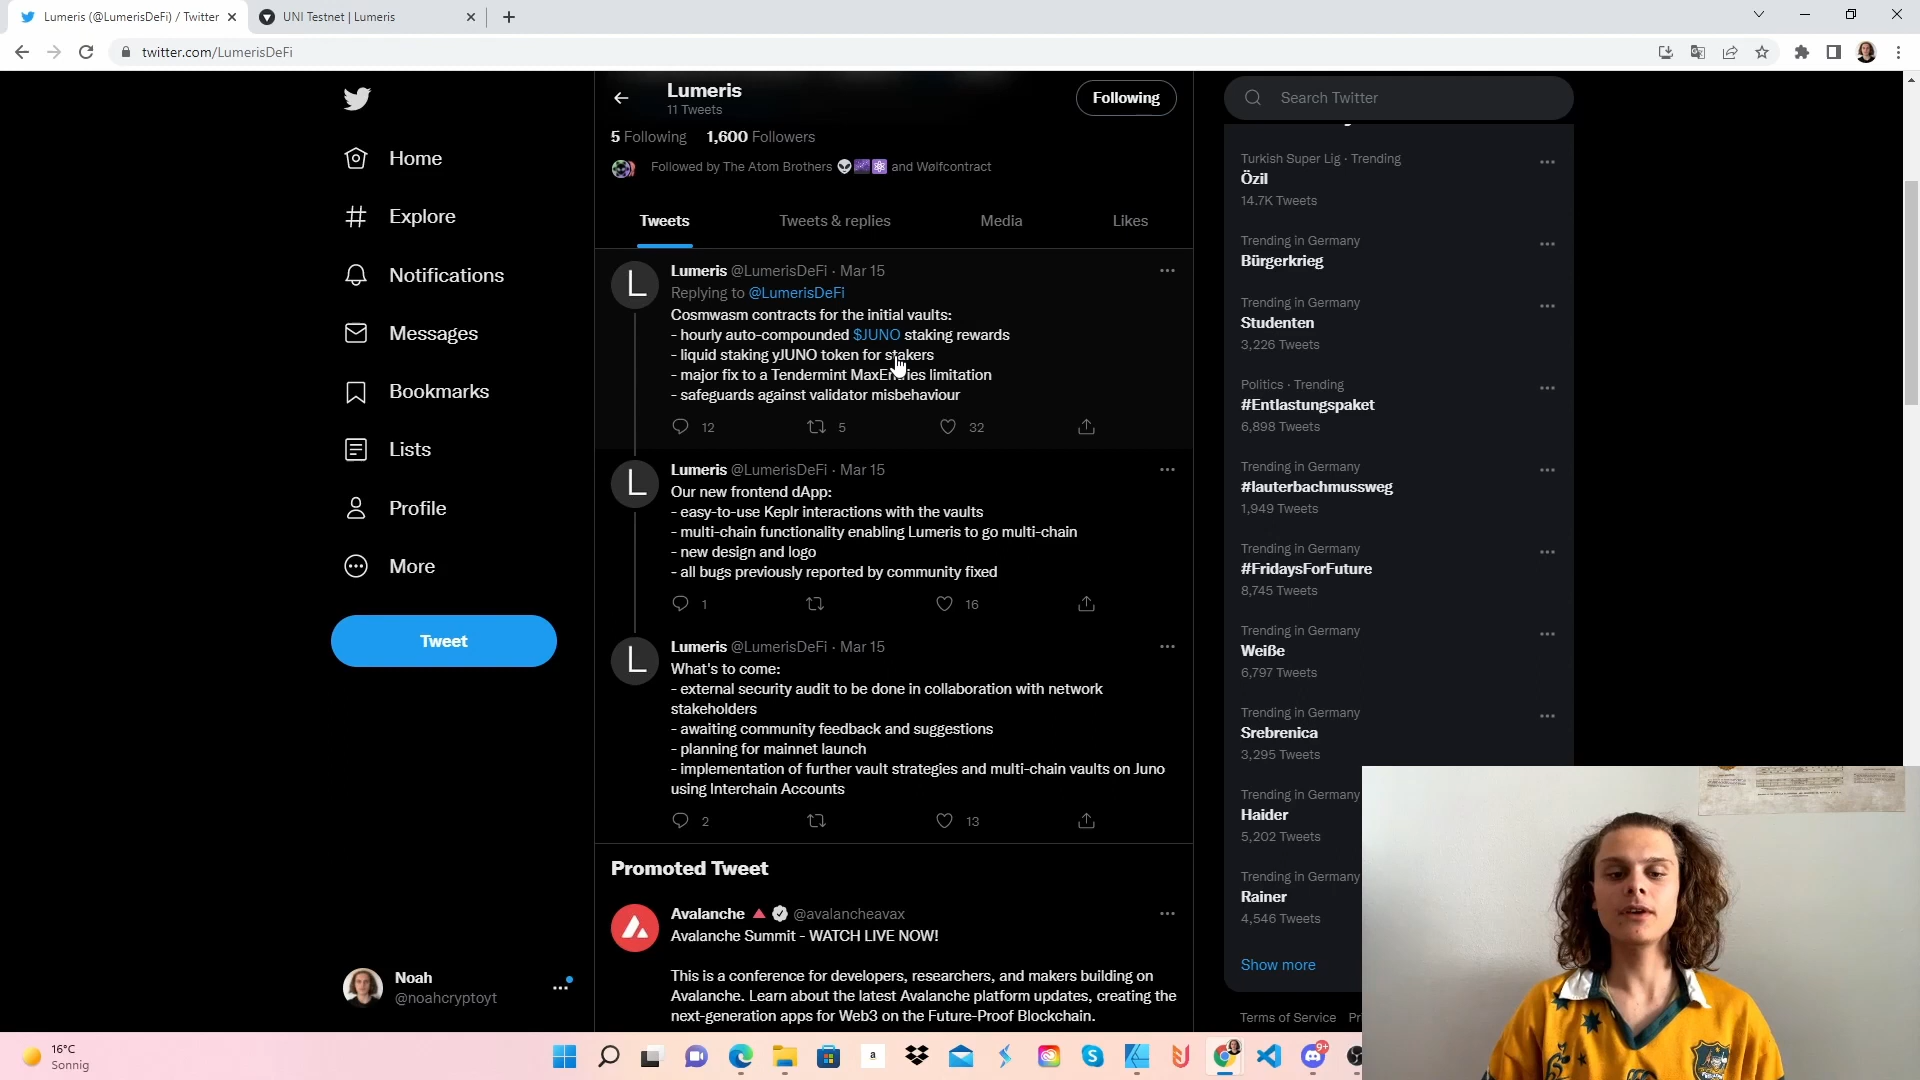 Lumeris (@LumerisDeFi) / Twitter
UNI Testnet | Lumeris
twitter.com/LumerisDeFi
Home
Explore
Notifications
Messages
Bookmarks
Lists
Profile
More
Tweet
Noah
@noahcryptoyt
Lumeris
11 Tweets
Following
5 Following 1,600 Followers
Followed by The Atom Brothers 👽🌌⚛ and Wølfcontract
Tweets
Tweets & replies
Media
Likes
L
Lumeris @LumerisDeFi · Mar 15
Replying to @LumerisDeFi
Cosmwasm contracts for the initial vaults:
- hourly auto-compounded $JUNO staking rewards
- liquid staking yJUNO token for stakers
- major fix to a Tendermint MaxEntries limitation
- safeguards against validator misbehaviour
12 5 32
L
Lumeris @LumerisDeFi · Mar 15
Our new frontend dApp:
- easy-to-use Keplr interactions with the vaults
- multi-chain functionality enabling Lumeris to go multi-chain
- new design and logo
- all bugs previously reported by community fixed
1 16
L
Lumeris @LumerisDeFi · Mar 15
What's to come:
- external security audit to be done in collaboration with network
stakeholders
- awaiting community feedback and suggestions
- planning for mainnet launch
- implementation of further vault strategies and multi-chain vaults on Juno
using Interchain Accounts
2 13
Promoted Tweet
Avalanche 🔺 @avalancheavax
Avalanche Summit - WATCH LIVE NOW!
This is a conference for developers, researchers, and makers building on
Avalanche. Learn about the latest Avalanche platform updates, creating the
next-generation apps for Web3 on the Future-Proof Blockchain.
Search Twitter
Turkish Super Lig · Trending
Özil
14.7K Tweets
Trending in Germany
Bürgerkrieg
Trending in Germany
Studenten
3,226 Tweets
Politics · Trending
#Entlastungspaket
6,898 Tweets
Trending in Germany
#lauterbachmussweg
1,949 Tweets
Trending in Germany
#FridaysForFuture
8,745 Tweets
Trending in Germany
Weiße
6,797 Tweets
Trending in Germany
Srebrenica
3,295 Tweets
Trending in Germany
Haider
5,202 Tweets
Trending in Germany
Rainer
4,546 Tweets
Show more
Terms of Service Pr
16°C
Sonnig
a
9+